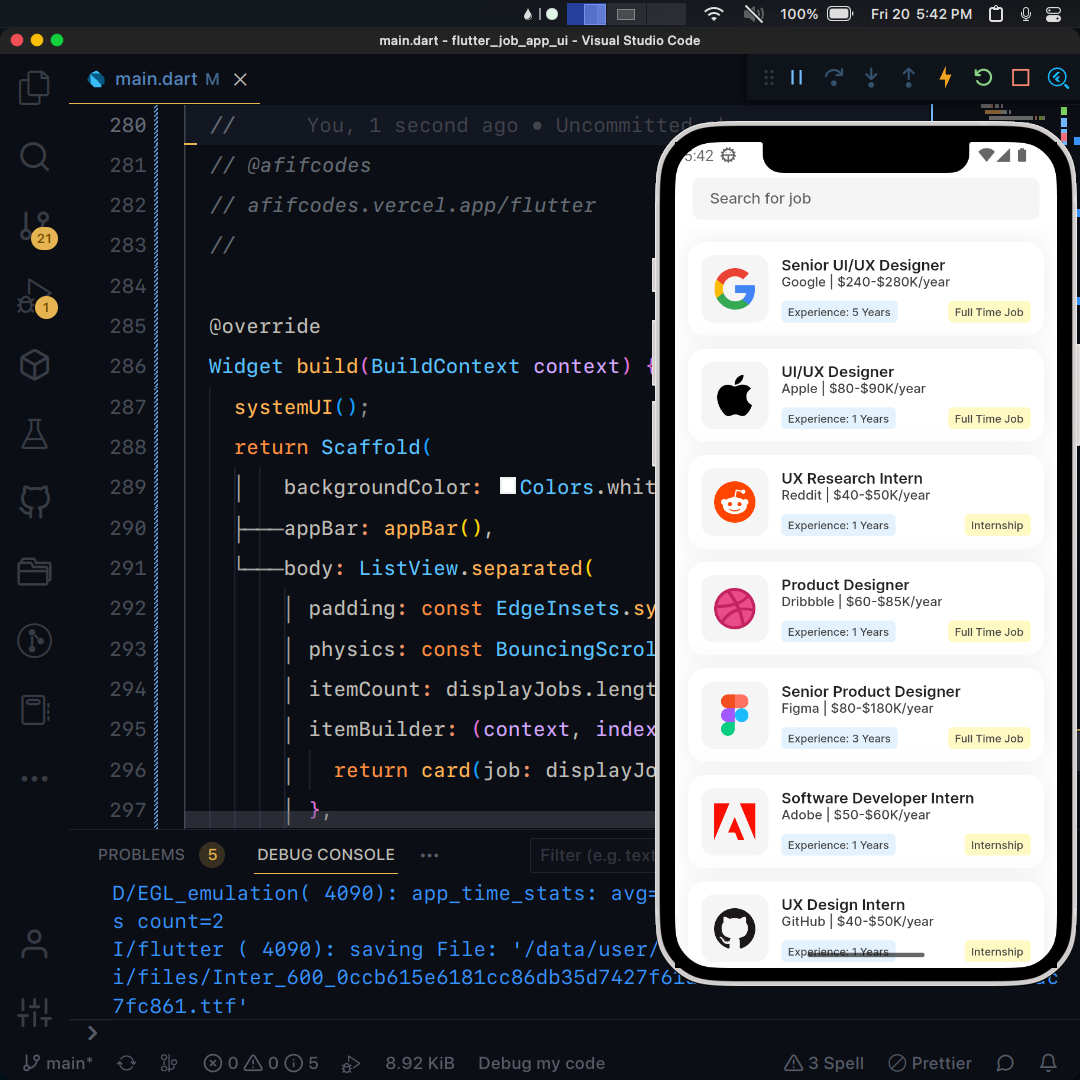 100% Fri 20 5:42 PM
main.dart - flutter_job_app_ui - Visual Studio Code
main.dart M
280 // You, 1 second ago • Uncommitted
281 // @afifcodes
282 // afifcodes.vercel.app/flutter
283 //
284
285 @override
286 Widget build(BuildContext context) {
287 systemUI();
288 return Scaffold(
289 backgroundColor: Colors.whit
290 appBar: appBar(),
291 body: ListView.separated(
292 padding: const EdgeInsets.sy
293 physics: const BouncingScrol
294 itemCount: displayJobs.lengt
295 itemBuilder: (context, index
296 return card(job: displayJo
297 },
21
1
PROBLEMS 5 DEBUG CONSOLE ••• Filter (e.g. text
D/EGL_emulation( 4090): app_time_stats: avg=
s count=2
I/flutter ( 4090): saving File: '/data/user/
i/files/Inter_600_0ccb615e6181cc86db35d7427f61
7fc861.ttf'
main* 0 0 5 8.92 KiB Debug my code 3 Spell Prettier
5:42
Search for job
Senior UI/UX Designer
Google | $240-$280K/year
Experience: 5 Years Full Time Job
UI/UX Designer
Apple | $80-$90K/year
Experience: 1 Years Full Time Job
UX Research Intern
Reddit | $40-$50K/year
Experience: 1 Years Internship
Product Designer
Dribbble | $60-$85K/year
Experience: 1 Years Full Time Job
Senior Product Designer
Figma | $80-$180K/year
Experience: 3 Years Full Time Job
Software Developer Intern
Adobe | $50-$60K/year
Experience: 1 Years Internship
UX Design Intern
GitHub | $40-$50K/year
Experience: 1 Years Internship